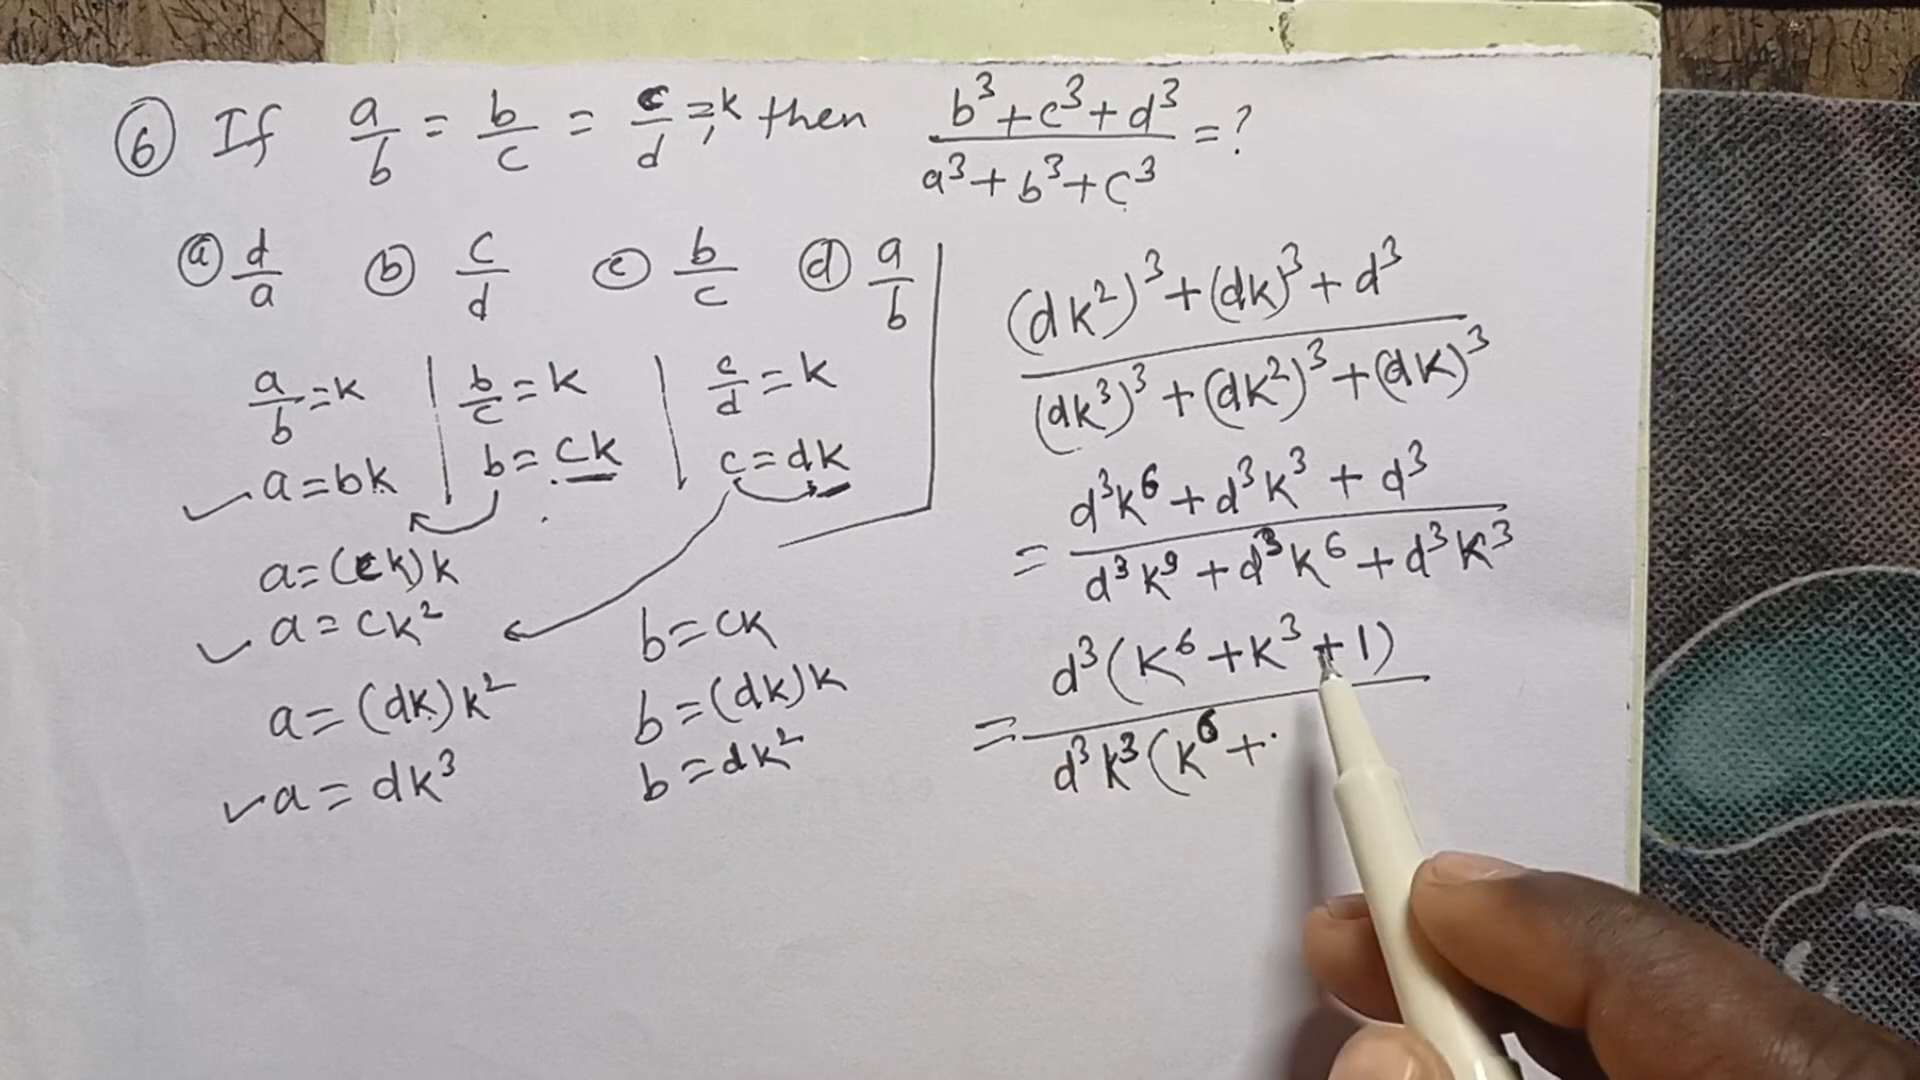 ⑥ If a/b = b/c = c/d = k, then (b³+c³+d³)/(a³+b³+c³) = ?
ⓐ d/a ⓑ c/d ⓒ b/c ⓓ a/b
a/b = k
a = bk
a = (ck)k
a = ck²
a = (dk)k²
a = dk³
b/c = k
b = ck
c/d = k
c = dk
b = ck
b = (dk)k
b = dk²
((dk²)³ + (dk)³ + d³)/((dk³)³ + (dk²)³ + (dk)³)
= (d³k⁶ + d³k³ + d³)/(d³k⁹ + d³k⁶ + d³k³)
= d³(k⁶ + k³ + 1)/d³k³(k⁶ +